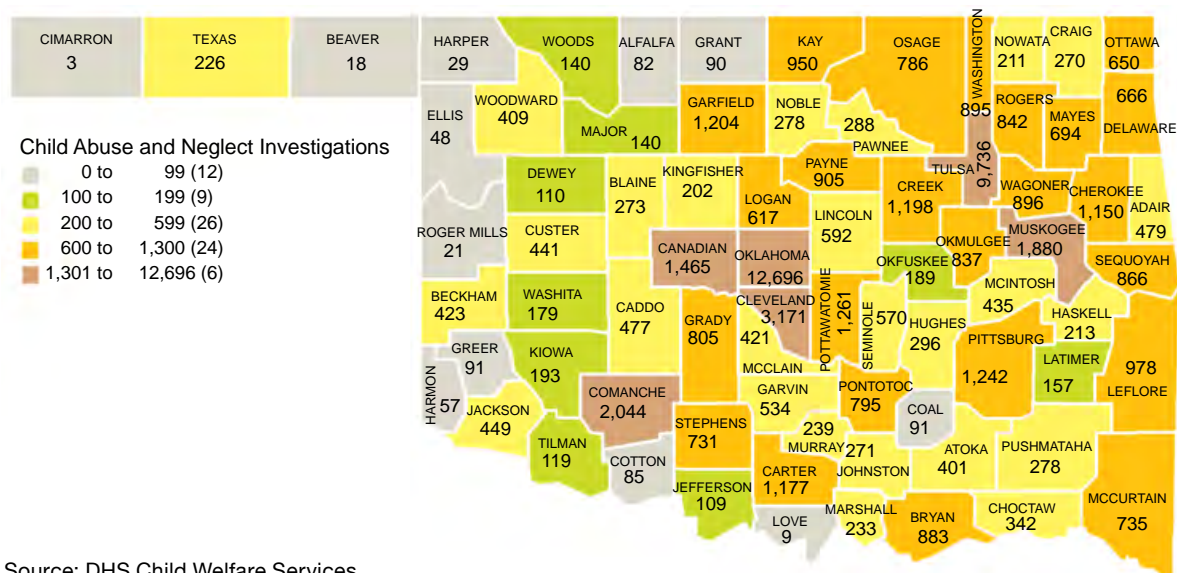 CIMARRON
3
TEXAS
226
BEAVER
18
HARPER
29
WOODS
140
ALFALFA
82
GRANT
90
KAY
950
OSAGE
786
WASHINGTON
895
NOWATA
211
CRAIG
270
OTTAWA
650
ELLIS
48
WOODWARD
409
MAJOR 140
GARFIELD
1,204
NOBLE
278
288
PAWNEE
ROGERS
842
MAYES
694
666
DELAWARE
Child Abuse and Neglect Investigations
0 to 99 (12)
100 to 199 (9)
200 to 599 (26)
600 to 1,300 (24)
1,301 to 12,696 (6)
DEWEY
110
BLAINE
273
KINGFISHER
202
LOGAN
617
PAYNE
905
CREEK
1,198
TULSA
9,736
WAGONER
896
CHEROKEE
1,150
ADAIR
479
ROGER MILLS
21
CUSTER
441
CANADIAN
1,465
OKLAHOMA
12,696
LINCOLN
592
OKFUSKEE
189
OKMULGEE
837
MUSKOGEE
1,880
SEQUOYAH
866
BECKHAM
423
WASHITA
179
CADDO
477
GRADY
805
CLEVELAND
3,171
421
MCCLAIN
POTTAWATOMIE
1,261
SEMINOLE
570
HUGHES
296
MCINTOSH
435
HASKELL
213
PITTSBURG
1,242
LATIMER
157
978
LEFLORE
GREER
91
HARMON
57
KIOWA
193
JACKSON
449
COMANCHE
2,044
TILMAN
119
COTTON
85
STEPHENS
731
GARVIN
534
PONTOTOC
795
COAL
91
239
MURRAY
271
JOHNSTON
ATOKA
401
PUSHMATAHA
278
JEFFERSON
109
CARTER
1,177
LOVE
9
MARSHALL
233
BRYAN
883
CHOCTAW
342
MCCURTAIN
735
Source: DHS Child Welfare Services